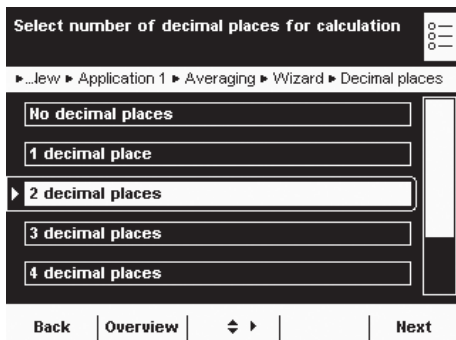 Select number of decimal places for calculation
▸...lew ▸ Application 1 ▸ Averaging ▸ Wizard ▸ Decimal places
No decimal places
1 decimal place
2 decimal places
3 decimal places
4 decimal places
Back Overview Next